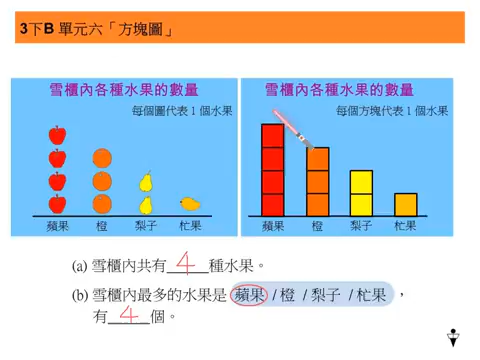 3下B 單元六「方塊圖」
雪櫃內各種水果的數量
每個圖代表 1 個水果
蘋果 橙 梨子 杧果
雪櫃內各種水果的數量
每個方塊代表 1 個水果
蘋果 橙 梨子 杧果
(a) 雪櫃內共有 4 種水果。
(b) 雪櫃內最多的水果是 蘋果 / 橙 / 梨子 / 杧果 ，
有 4 個。